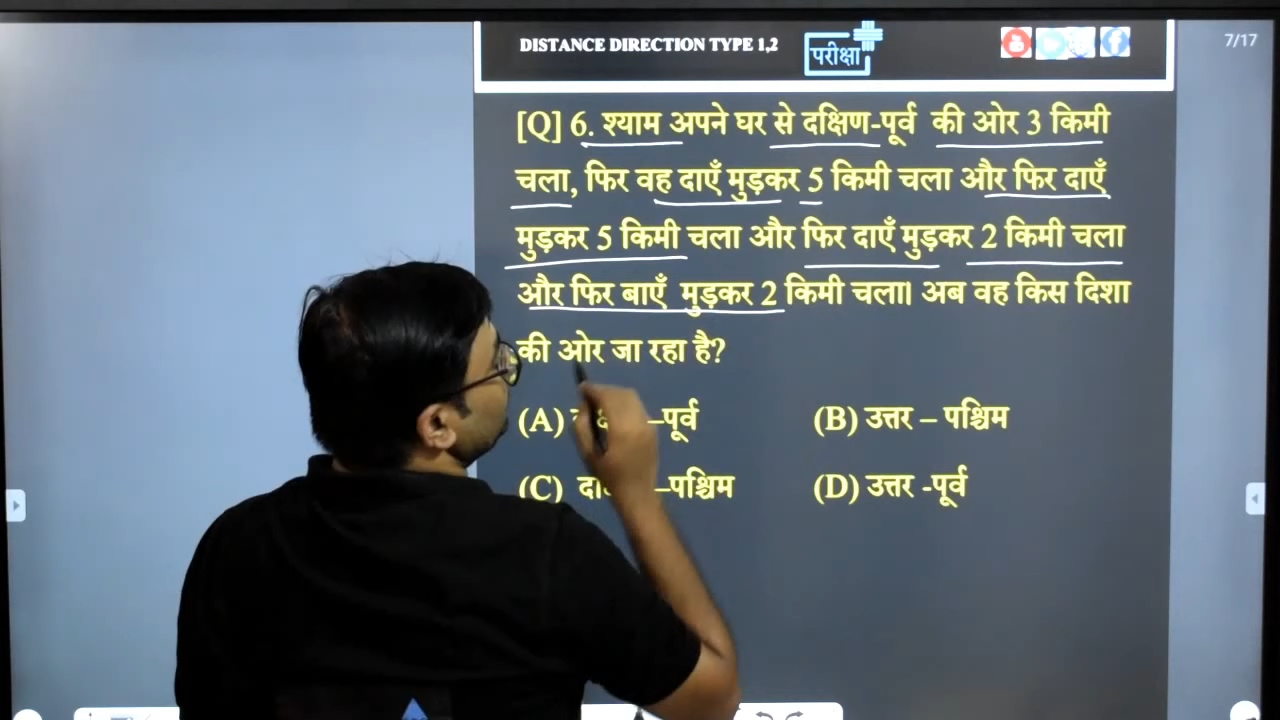 DISTANCE DIRECTION TYPE 1,2
परीक्षा
7/17
[Q] 6. श्याम अपने घर से दक्षिण-पूर्व की ओर 3 किमी
चला, फिर वह दाएँ मुड़कर 5 किमी चला और फिर दाएँ
मुड़कर 5 किमी चला और फिर दाएँ मुड़कर 2 किमी चला
और फिर बाएँ मुड़कर 2 किमी चला। अब वह किस दिशा
की ओर जा रहा है?
(A) –पूर्व
(B) उत्तर – पश्चिम
(C) –पश्चिम
(D) उत्तर -पूर्व